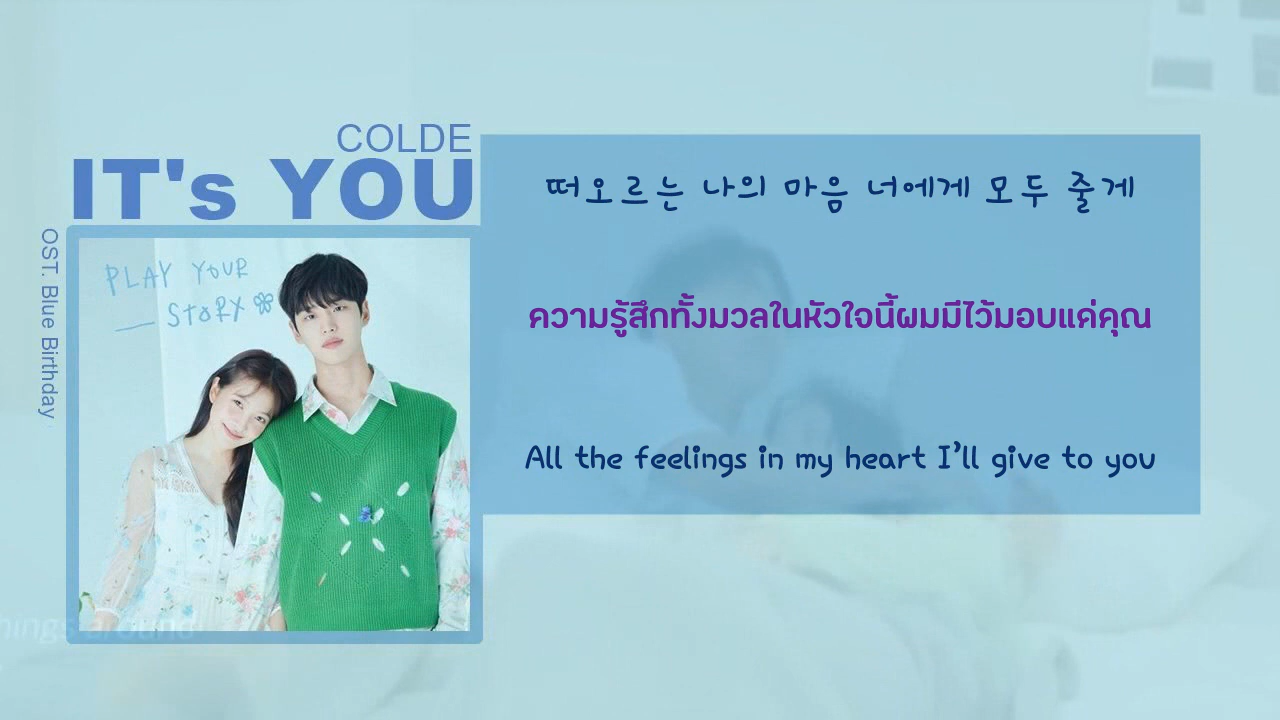 COLDE
IT's YOU
OST. Blue Birthday
PLAY YOUR
STORY
떠오르는 나의 마음 너에게 모두 줄게
ความรู้สึกทั้งมวลในหัวใจนี้ผมมีไว้มอบแด่คุณ
All the feelings in my heart I’ll give to you
things around